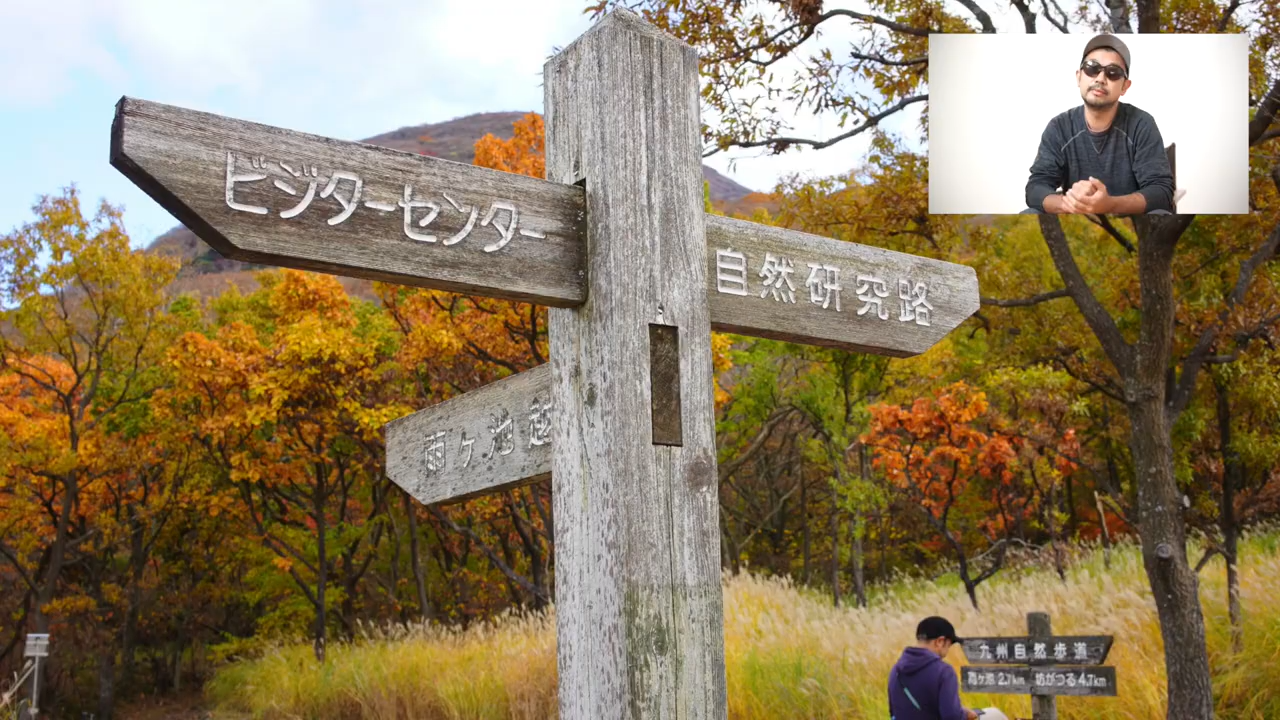 ビジターセンター
自然研究路
雨ヶ池越
九州自然歩道
雨ヶ池 2.7km 坊がつる 4.7km